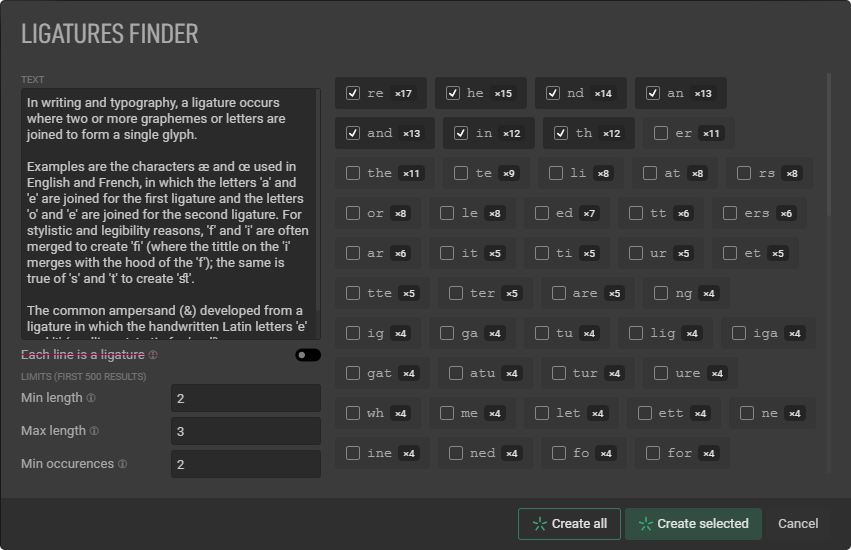 LIGATURES FINDER
TEXT
In writing and typography, a ligature occurs
where two or more graphemes or letters are
joined to form a single glyph.
Examples are the characters æ and œ used in
English and French, in which the letters 'a' and
'e' are joined for the first ligature and the letters
'o' and 'e' are joined for the second ligature. For
stylistic and legibility reasons, 'f' and 'i' are often
merged to create 'fi' (where the tittle on the 'i'
merges with the hood of the 'f'); the same is
true of 's' and 't' to create 'st'.
The common ampersand (&) developed from a
ligature in which the handwritten Latin letters 'e'
Each line is a ligature
LIMITS (FIRST 500 RESULTS)
Min length 2
Max length 3
Min occurences 2
re ×17 he ×15 nd ×14 an ×13
and ×13 in ×12 th ×12 er ×11
the ×11 te ×9 li ×8 at ×8 rs ×8
or ×8 le ×8 ed ×7 tt ×6 ers ×6
ar ×6 it ×5 ti ×5 ur ×5 et ×5
tte ×5 ter ×5 are ×5 ng ×4
ig ×4 ga ×4 tu ×4 lig ×4 iga ×4
gat ×4 atu ×4 tur ×4 ure ×4
wh ×4 me ×4 let ×4 ett ×4 ne ×4
ine ×4 ned ×4 fo ×4 for ×4
Create all Create selected Cancel